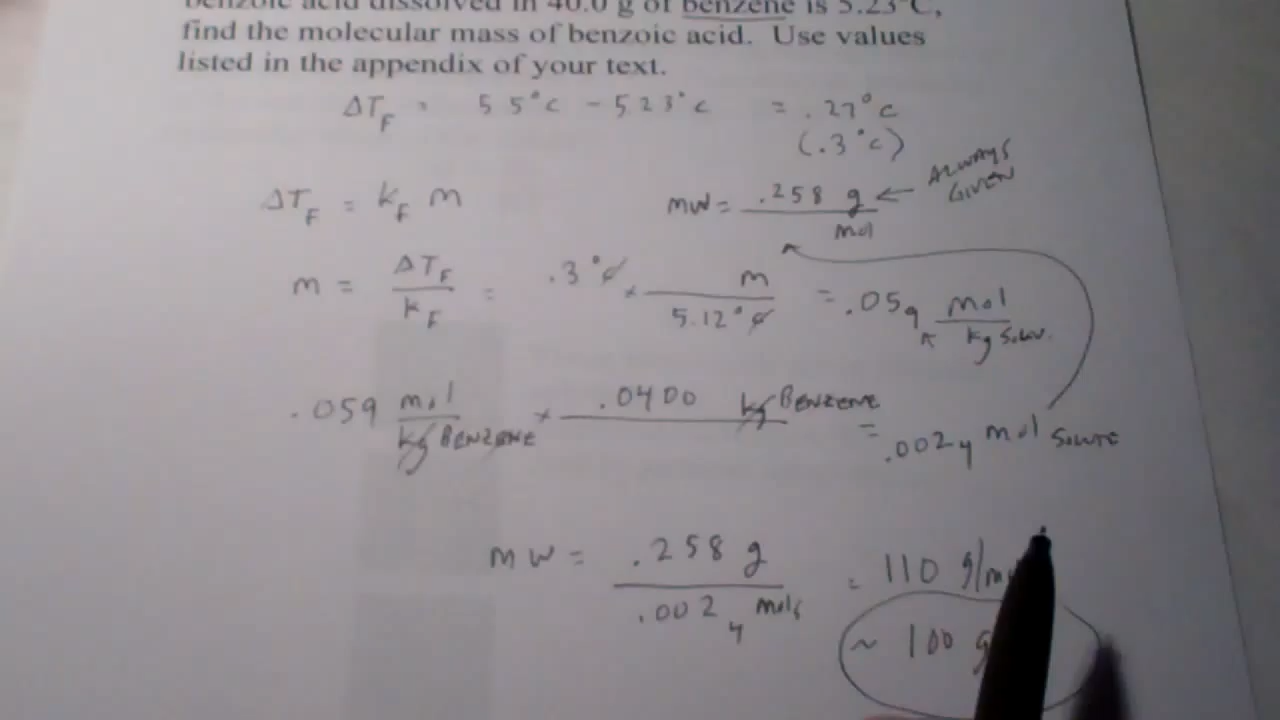 benzoic acid dissolved in 40.0 g of benzene is 5.23°C,
find the molecular mass of benzoic acid. Use values
listed in the appendix of your text.
ΔTF = 5.5°C - 5.23°C = .27°C
(.3°C)
ΔTF = kF m
MW = .258 g ← ALWAYS GIVEN
mol
m = ΔTF / kF = .3°C × m / 5.12°C = .059 mol / kg Solv.
.059 mol / kg BENZENE × .0400 kg BENZENE = .0024 mol SOLUTE
MW = .258 g / .0024 mols = 110 g/m
~ 100 g